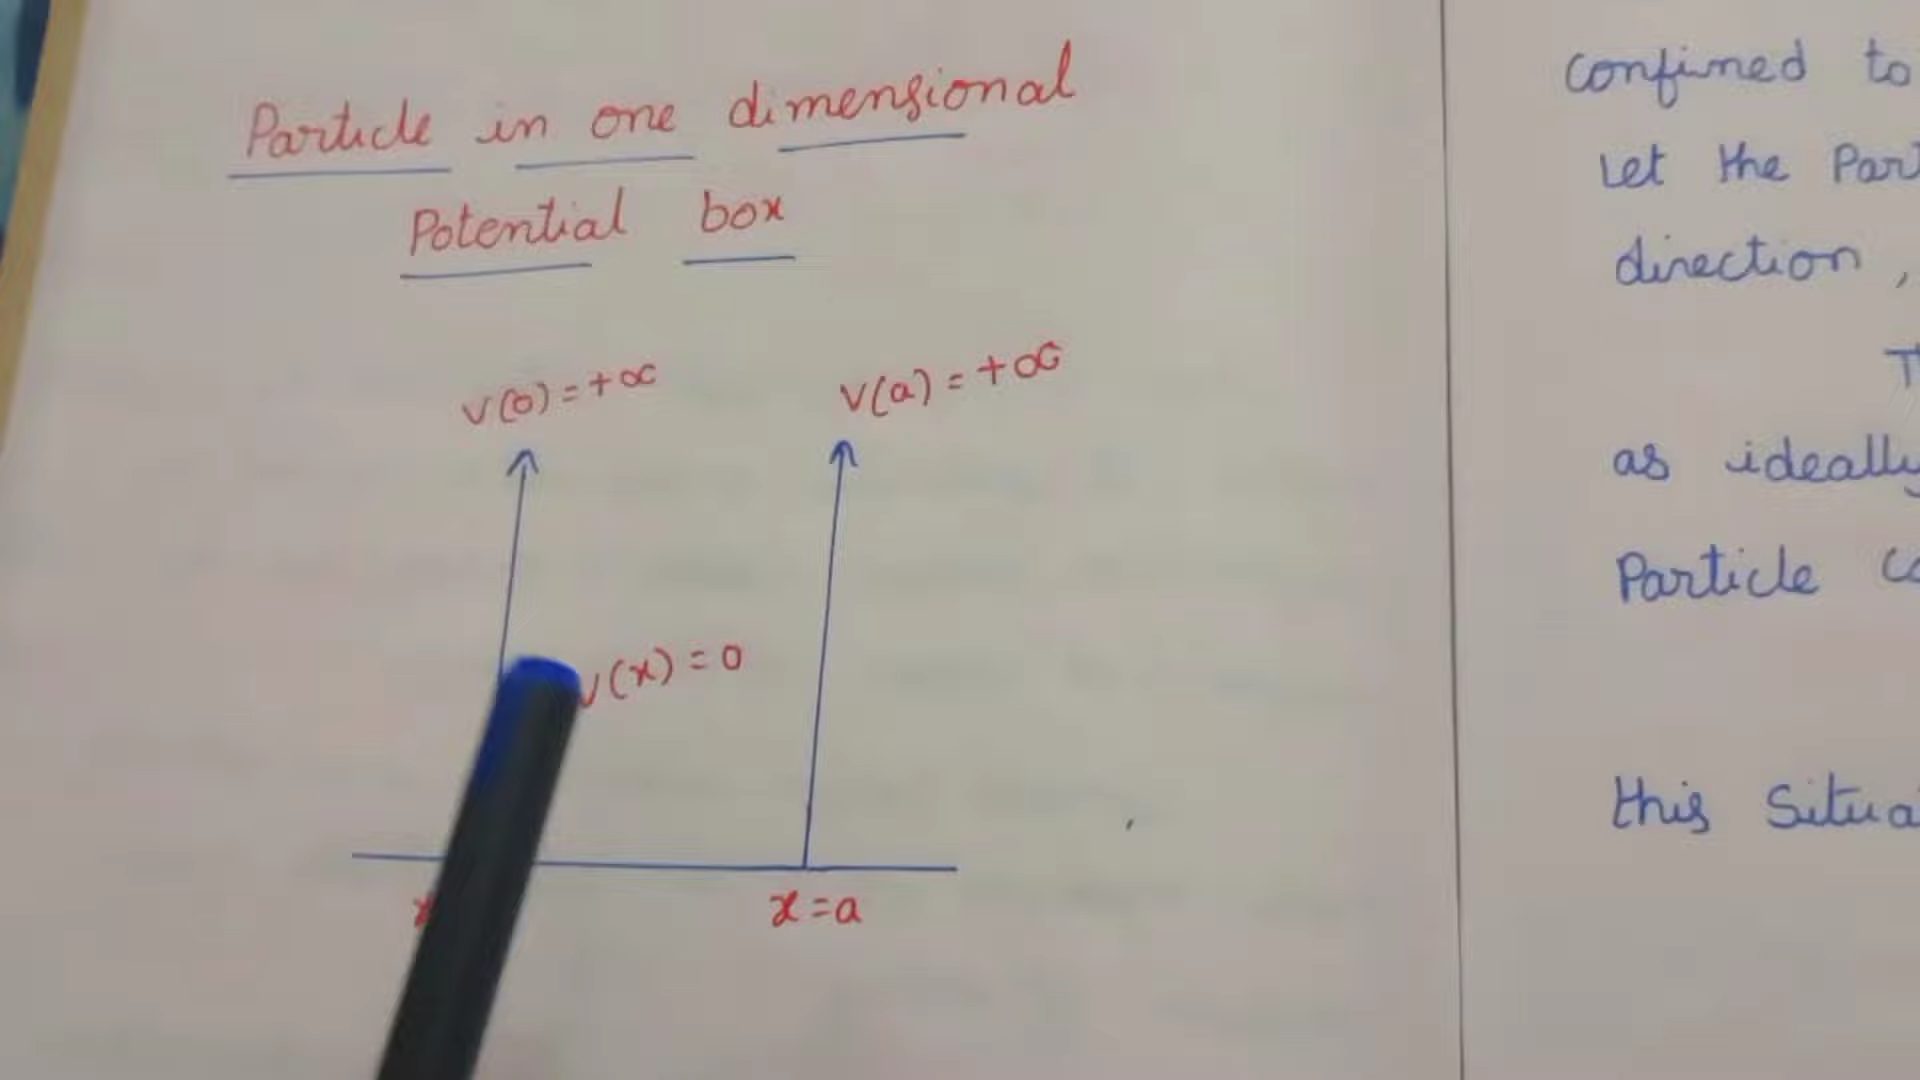 Particle in one dimensional
Potential box
V(0) = +∞
V(a) = +∞
V(x) = 0
x
x = a
confined to
Let the Par
direction,
T
as ideally
Particle co
this Situa